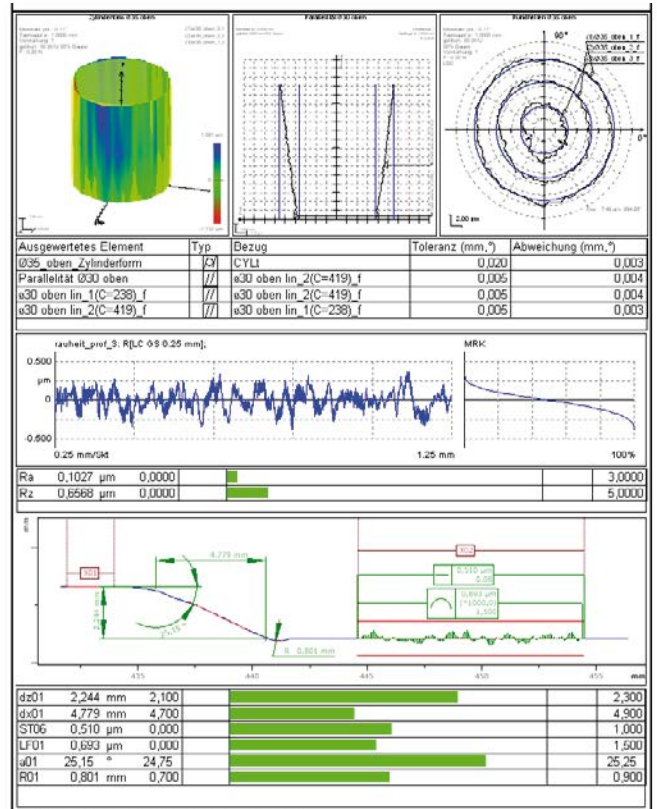 Zylinderform Ø35 oben
Parallelität Ø30 oben
Rundheiten Ø 35 oben
90°
0°
2.00 µm
Ausgewertetes Element Typ Bezug Toleranz (mm,°) Abweichung (mm,°)
Ø35_oben_Zylinderform CYLt 0,020 0,003
Parallelität Ø30 oben // ø30 oben lin_2(C=419)_f 0,005 0,004
ø30 oben lin_1(C=238)_f // ø30 oben lin_2(C=419)_f 0,005 0,004
ø30 oben lin_2(C=419)_f // ø30 oben lin_1(C=238)_f 0,005 0,003
rauheit_prof_3: R[LC GS 0.25 mm]; MRK
0.500
µm
0
0.25 mm/Skt 1.25 mm 100%
Ra 0,1027 µm 0,0000 3,0000
Rz 0,6568 µm 0,0000 5,0000
mm
X01
4,779 mm
2,244 mm
25,15 °
R 0,801 mm
X02
0,510 µm
0,693 µm
1,500
435 440 445 450 455 mm
dz01 2,244 mm 2,100 2,300
dx01 4,779 mm 4,700 4,900
ST06 0,510 µm 0,000 1,000
LF01 0,693 µm 0,000 1,500
a01 25,15 ° 24,75 25,25
R01 0,801 mm 0,700 0,900